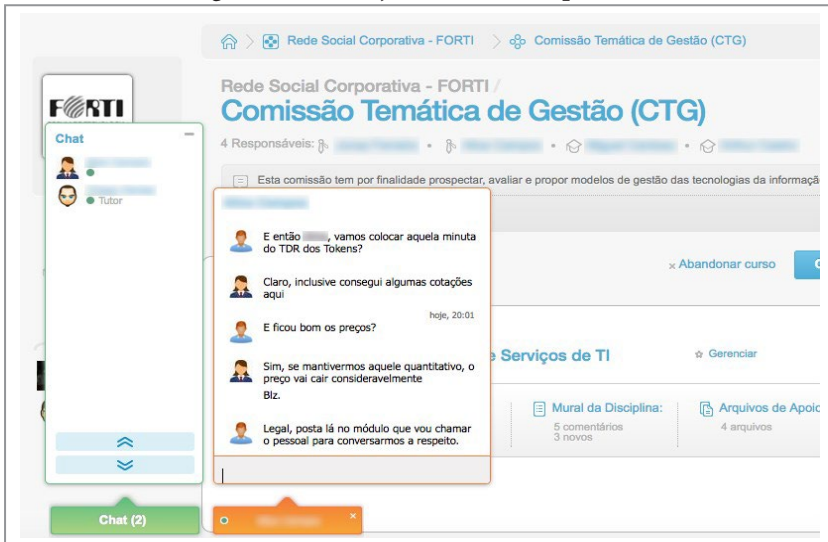 Rede Social Corporativa - FORTI
Comissão Temática de Gestão (CTG)
FORTI
Rede Social Corporativa - FORTI /
Comissão Temática de Gestão (CTG)
4 Responsáveis:
Esta comissão tem por finalidade prospectar, avaliar e propor modelos de gestão das tecnologias da informaçã
Chat
Tutor
E então , vamos colocar aquela minuta
do TDR dos Tokens?
Claro, inclusive consegui algumas cotações
aqui
hoje, 20:01
E ficou bom os preços?
Sim, se mantivermos aquele quantitativo, o
preço vai cair consideravelmente
Blz.
Legal, posta lá no módulo que vou chamar
o pessoal para conversarmos a respeito.
× Abandonar curso
Serviços de TI
Gerenciar
Mural da Disciplina:
5 comentários
3 novos
Arquivos de Apoio
4 arquivos
Chat (2)
×